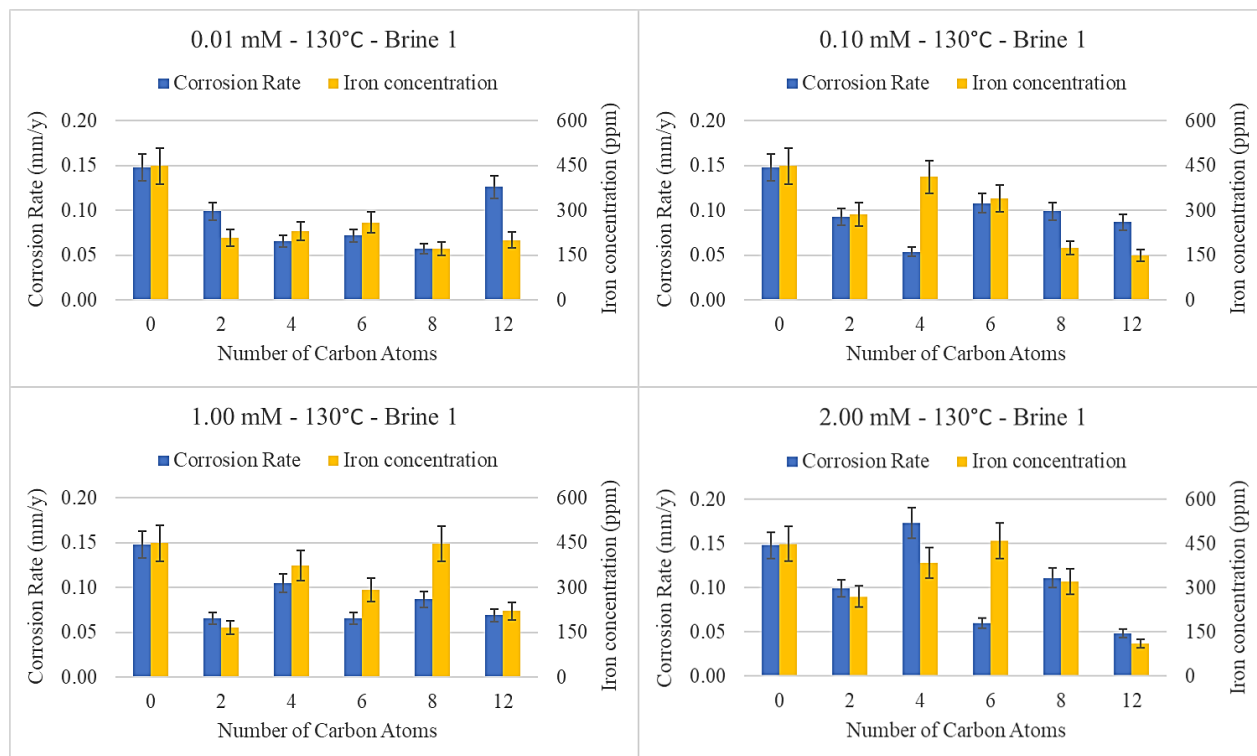 0.01 mM - 130°C - Brine 1
Corrosion Rate Iron concentration
Corrosion Rate (mm/y)
0.20
0.15
0.10
0.05
0.00
600
450
300
150
0
Iron concentration (ppm)
0 2 4 6 8 12
Number of Carbon Atoms
0.10 mM - 130°C - Brine 1
Corrosion Rate Iron concentration
Corrosion Rate (mm/y)
0.20
0.15
0.10
0.05
0.00
600
450
300
150
0
Iron concentration (ppm)
0 2 4 6 8 12
Number of Carbon Atoms
1.00 mM - 130°C - Brine 1
Corrosion Rate Iron concentration
Corrosion Rate (mm/y)
0.20
0.15
0.10
0.05
0.00
600
450
300
150
0
Iron concentration (ppm)
0 2 4 6 8 12
Number of Carbon Atoms
2.00 mM - 130°C - Brine 1
Corrosion Rate Iron concentration
Corrosion Rate (mm/y)
0.20
0.15
0.10
0.05
0.00
600
450
300
150
0
Iron concentration (ppm)
0 2 4 6 8 12
Number of Carbon Atoms